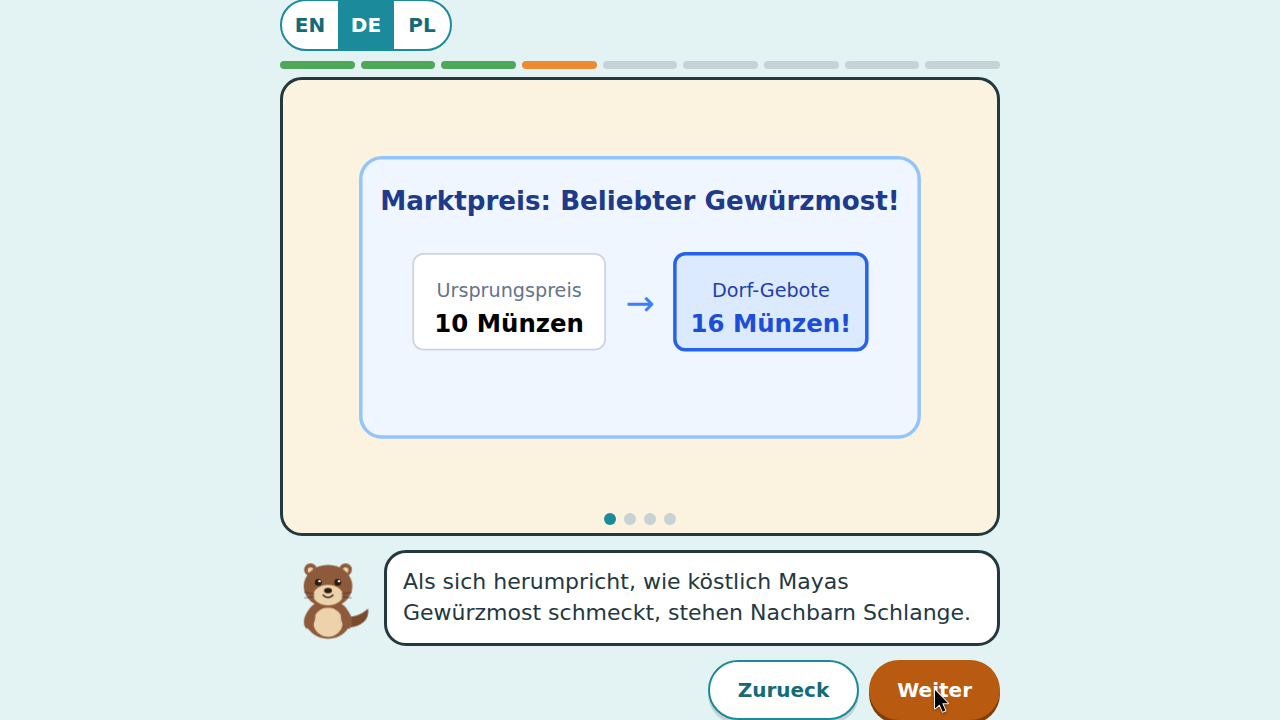 EN DE PL
Marktpreis: Beliebter Gewürzmost!
Ursprungspreis
10 Münzen
→
Dorf-Gebote
16 Münzen!
Als sich herumpricht, wie köstlich Mayas
Gewürzmost schmeckt, stehen Nachbarn Schlange.
Zurueck
Weiter